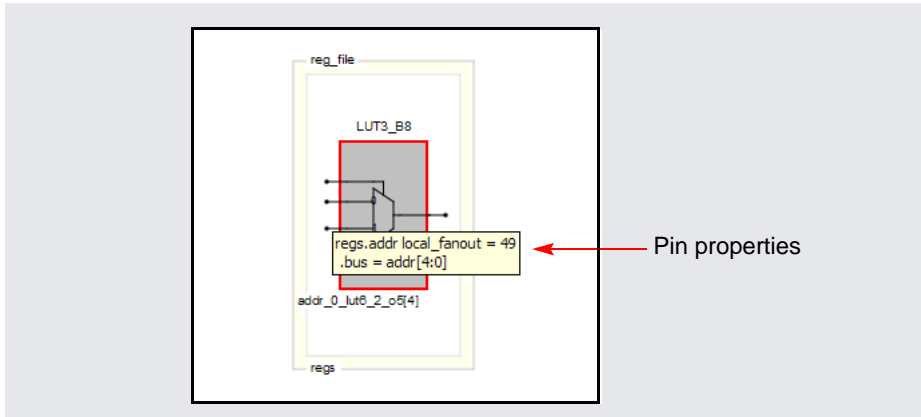 reg_file
LUT3_B8
regs.addr local_fanout = 49
.bus = addr[4:0]
Pin properties
addr_0_lut6_2_o5[4]
regs